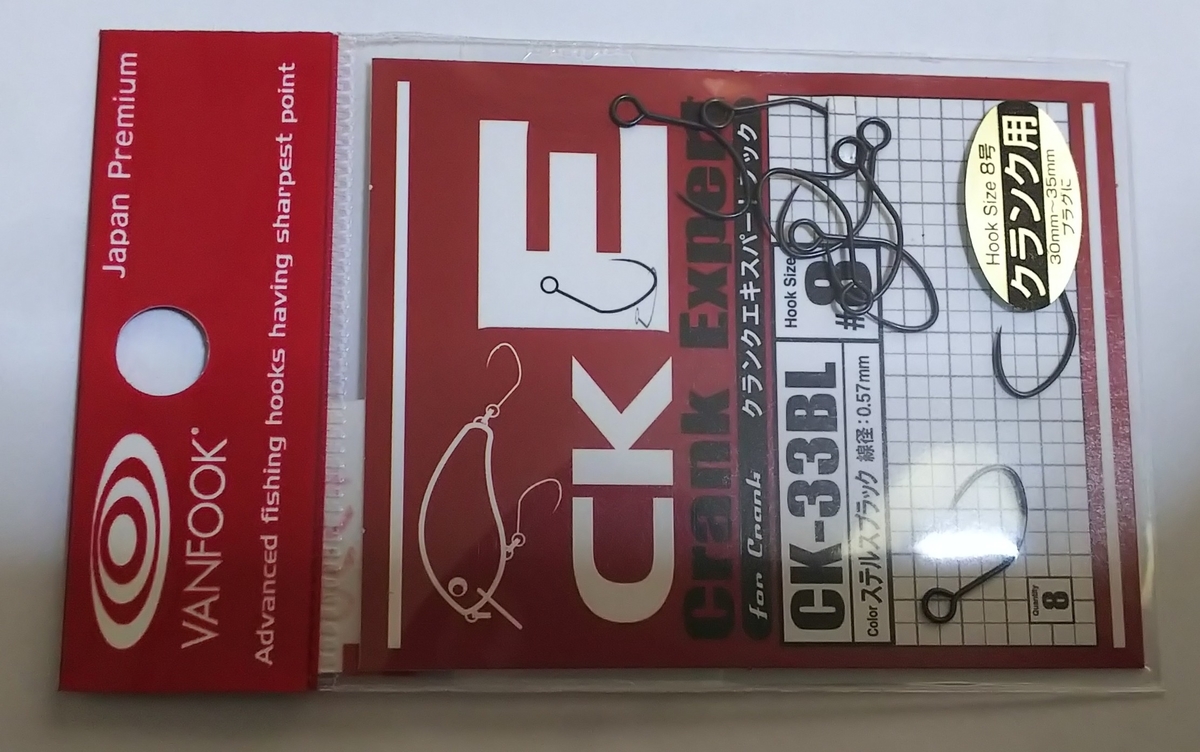 Japan Premium
VANFOOK®
Advanced fishing hooks having sharpest point
CKE
Crank Expert
for Crank クランクエキスパート
CK-33BL
Hook Size
#8
Color ステルスブラック 線径:0.57mm
Quantity
8
Hook Size 8号
クランク用
30mm〜35mm
プラグに